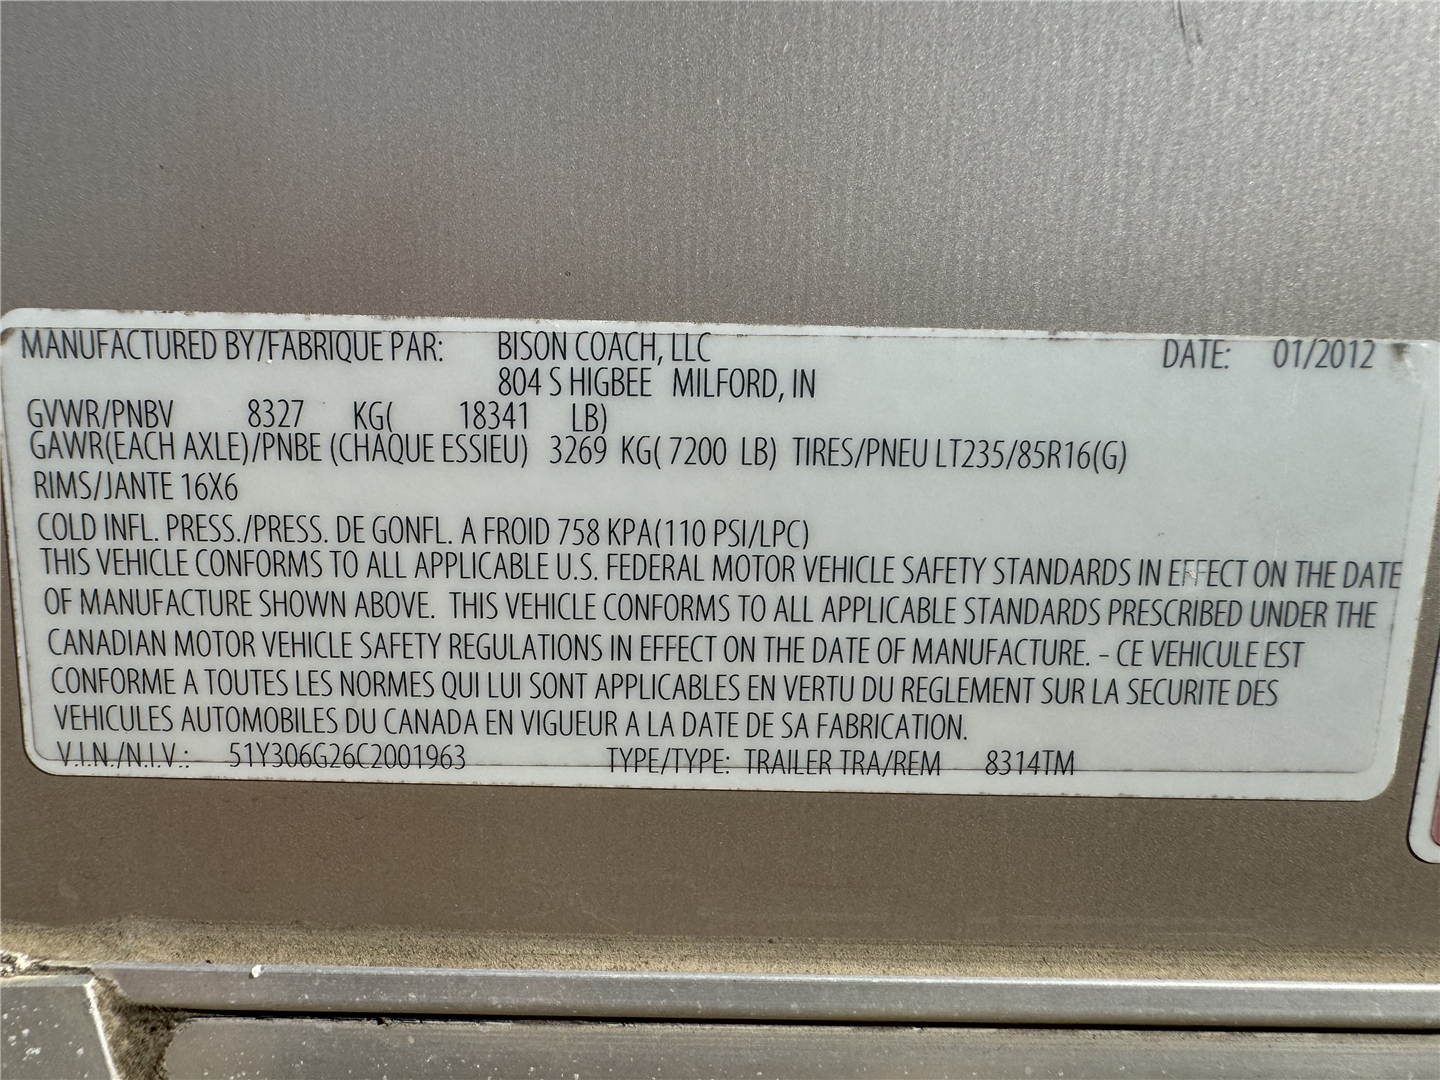 MANUFACTURED BY/FABRIQUE PAR: BISON COACH, LLC DATE: 01/2012
804 S HIGBEE MILFORD, IN
GVWR/PNBV 8327 KG( 18341 LB)
GAWR(EACH AXLE)/PNBE (CHAQUE ESSIEU) 3269 KG( 7200 LB) TIRES/PNEU LT235/85R16(G)
RIMS/JANTE 16X6
COLD INFL. PRESS./PRESS. DE GONFL. A FROID 758 KPA(110 PSI/LPC)
THIS VEHICLE CONFORMS TO ALL APPLICABLE U.S. FEDERAL MOTOR VEHICLE SAFETY STANDARDS IN EFFECT ON THE DATE
OF MANUFACTURE SHOWN ABOVE. THIS VEHICLE CONFORMS TO ALL APPLICABLE STANDARDS PRESCRIBED UNDER THE
CANADIAN MOTOR VEHICLE SAFETY REGULATIONS IN EFFECT ON THE DATE OF MANUFACTURE. - CE VEHICULE EST
CONFORME A TOUTES LES NORMES QUI LUI SONT APPLICABLES EN VERTU DU REGLEMENT SUR LA SECURITE DES
VEHICULES AUTOMOBILES DU CANADA EN VIGUEUR A LA DATE DE SA FABRICATION.
V.I.N./N.I.V.: 51Y306G26C2001963 TYPE/TYPE: TRAILER TRA/REM 8314TM